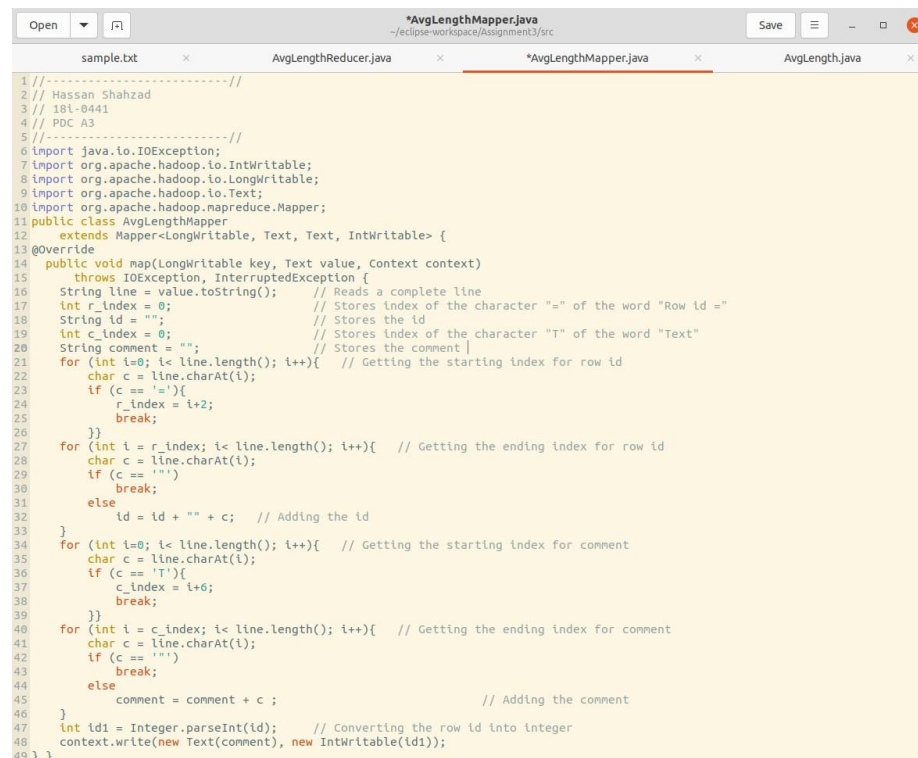 Open
*AvgLengthMapper.java
~/eclipse-workspace/Assignment3/src
Save
sample.txt × AvgLengthReducer.java × *AvgLengthMapper.java × AvgLength.java ×
1 //---------------------------//
2 // Hassan Shahzad
3 // 18i-0441
4 // PDC A3
5 //---------------------------//
6 import java.io.IOException;
7 import org.apache.hadoop.io.IntWritable;
8 import org.apache.hadoop.io.LongWritable;
9 import org.apache.hadoop.io.Text;
10 import org.apache.hadoop.mapreduce.Mapper;
11 public class AvgLengthMapper
12     extends Mapper<LongWritable, Text, Text, IntWritable> {
13 @Override
14   public void map(LongWritable key, Text value, Context context)
15       throws IOException, InterruptedException {
16     String line = value.toString();     // Reads a complete line
17     int r_index = 0;                    // Stores index of the character "=" of the word "Row id ="
18     String id = "";                     // Stores the id
19     int c_index = 0;                    // Stores index of the character "T" of the word "Text"
20     String comment = "";                // Stores the comment
21     for (int i=0; i< line.length(); i++){   // Getting the starting index for row id
22         char c = line.charAt(i);
23         if (c == '='){
24             r_index = i+2;
25             break;
26         }}
27     for (int i = r_index; i< line.length(); i++){   // Getting the ending index for row id
28         char c = line.charAt(i);
29         if (c == '"')
30             break;
31         else
32             id = id + "" + c;   // Adding the id
33     }
34     for (int i=0; i< line.length(); i++){   // Getting the starting index for comment
35         char c = line.charAt(i);
36         if (c == 'T'){
37             c_index = i+6;
38             break;
39         }}
40     for (int i = c_index; i< line.length(); i++){   // Getting the ending index for comment
41         char c = line.charAt(i);
42         if (c == '"')
43             break;
44         else
45             comment = comment + c ;                         // Adding the comment
46     }
47     int id1 = Integer.parseInt(id);     // Converting the row id into integer
48     context.write(new Text(comment), new IntWritable(id1));
49 } }